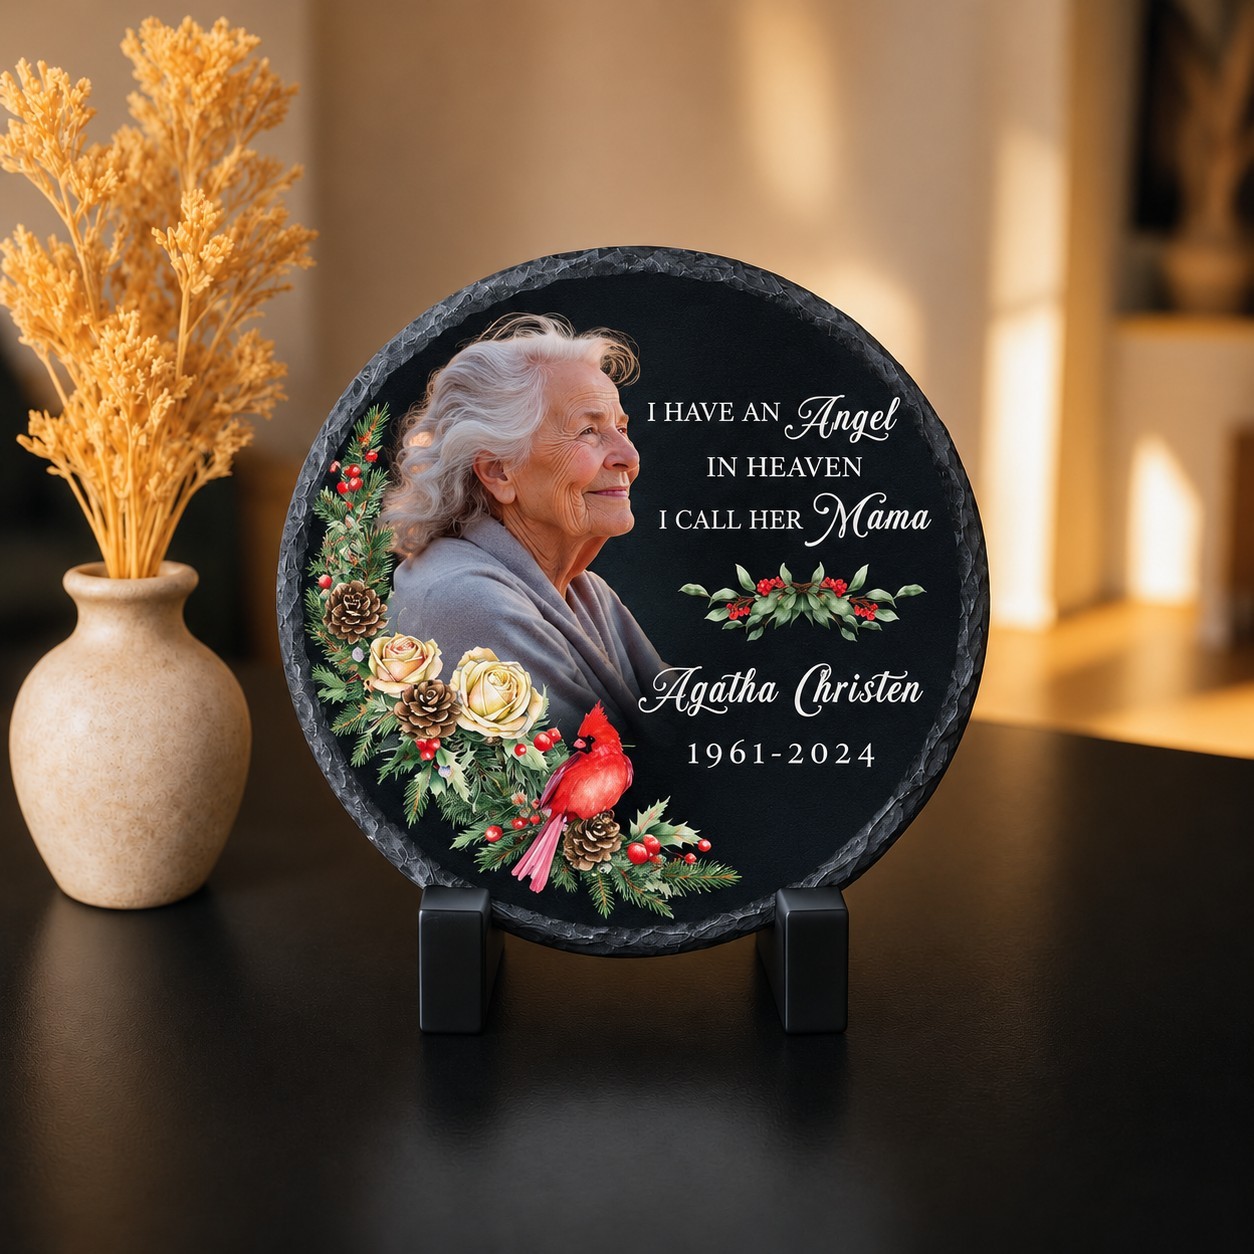 I HAVE AN Angel
IN HEAVEN
I CALL HER Mama
Agatha Christen
1961-2024